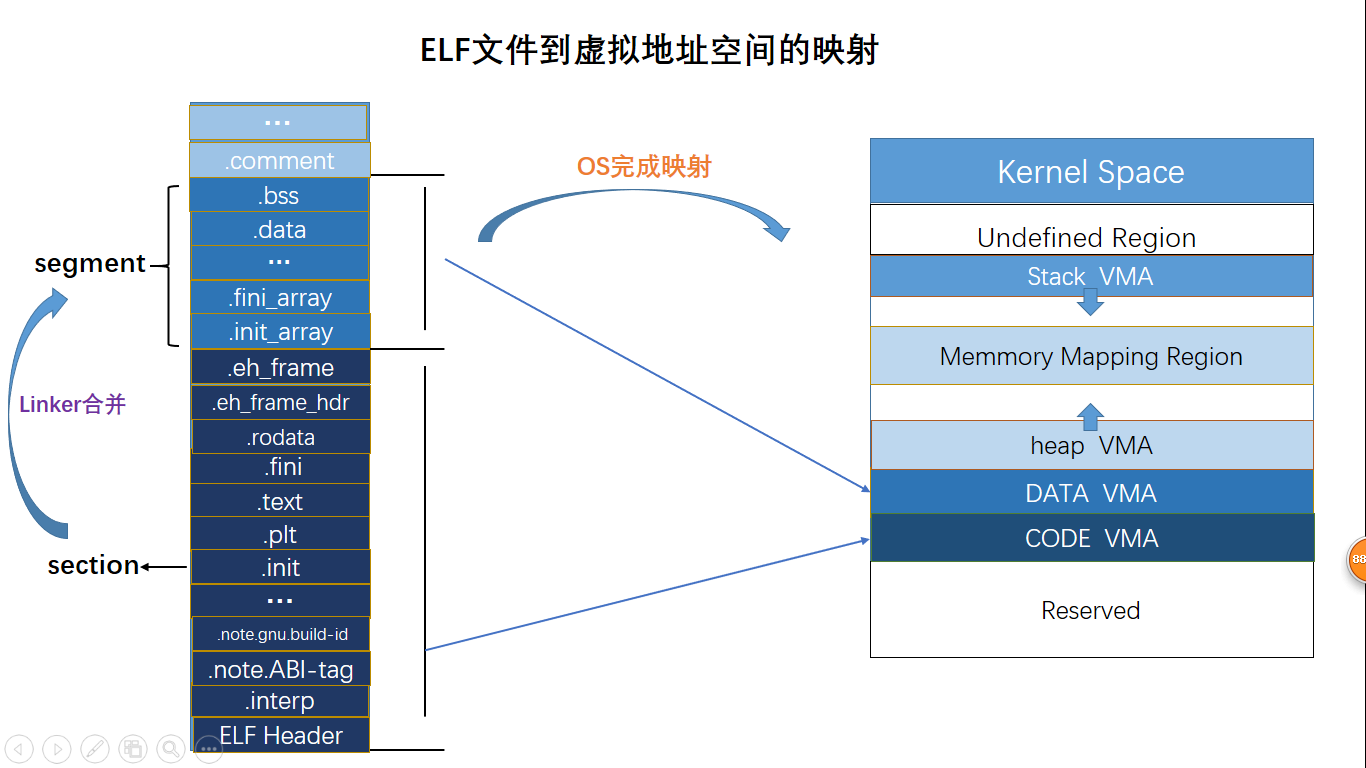 ELF文件到虚拟地址空间的映射
...
.comment
.bss
.data
...
.fini_array
.init_array
.eh_frame
.eh_frame_hdr
.rodata
.fini
.text
.plt
.init
...
.note.gnu.build-id
.note.ABI-tag
.interp
ELF Header
segment
Linker合并
section
OS完成映射
Kernel Space
Undefined Region
Stack VMA
Memmory Mapping Region
heap VMA
DATA VMA
CODE VMA
Reserved
88